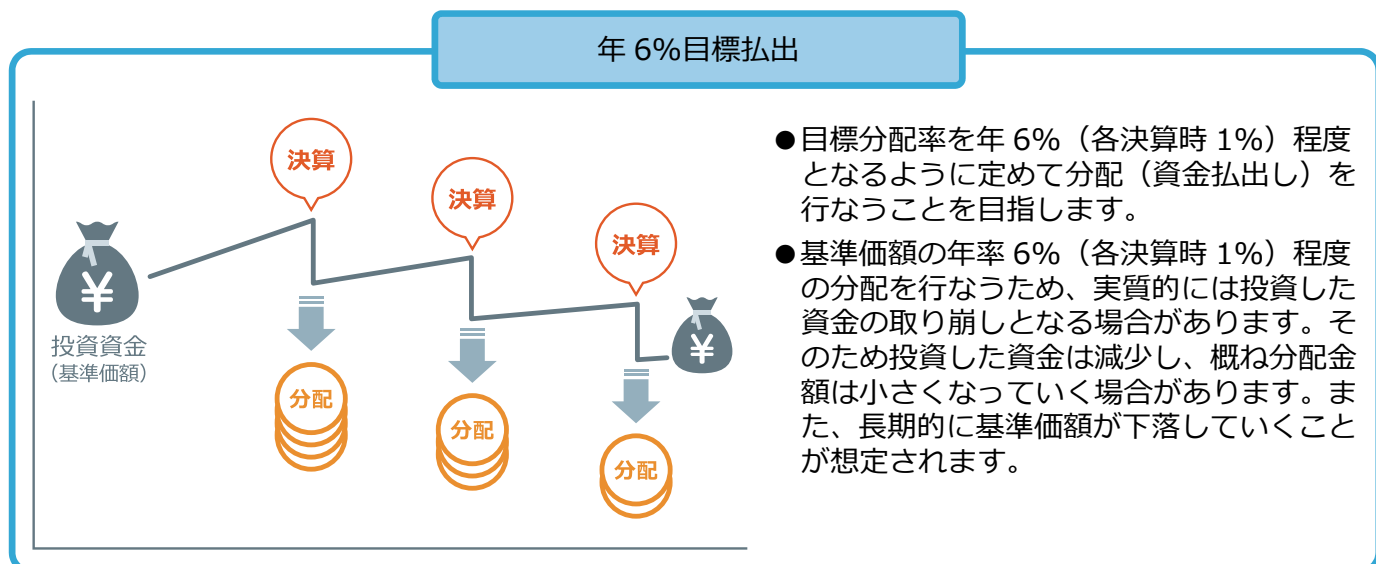 年 6%目標払出
決算
決算
決算
¥
投資資金
(基準価額)
¥
分配
分配
分配
●目標分配率を年 6%（各決算時 1%）程度
となるように定めて分配（資金払出し）を
行なうことを目指します。
●基準価額の年率 6%（各決算時 1%）程度
の分配を行なうため、実質的には投資した
資金の取り崩しとなる場合があります。そ
のため投資した資金は減少し、概ね分配金
額は小さくなっていく場合があります。ま
た、長期的に基準価額が下落していくこと
が想定されます。